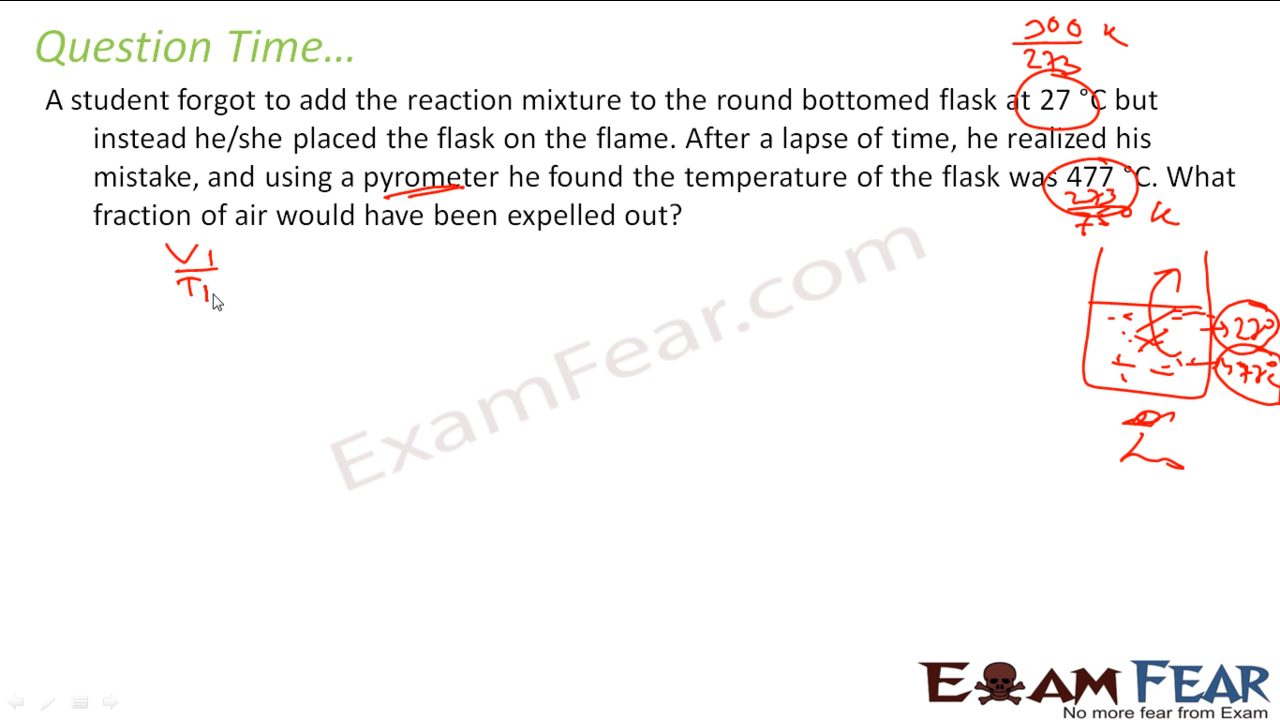 Question Time...
300 K
273
A student forgot to add the reaction mixture to the round bottomed flask at 27 °C but
instead he/she placed the flask on the flame. After a lapse of time, he realized his
mistake, and using a pyrometer he found the temperature of the flask was 477 °C. What
fraction of air would have been expelled out?
273
750 K
V1
T1
ExamFear.com
EXAM FEAR
No more fear from Exam